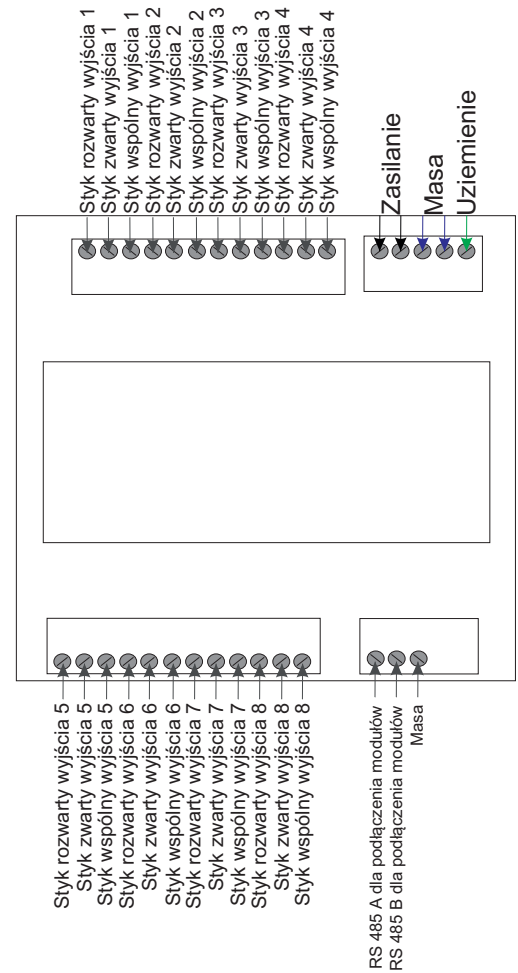 Styk rozwarty wyjścia 1
Styk zwarty wyjścia 1
Styk wspólny wyjścia 1
Styk rozwarty wyjścia 2
Styk zwarty wyjścia 2
Styk wspólny wyjścia 2
Styk rozwarty wyjścia 3
Styk zwarty wyjścia 3
Styk wspólny wyjścia 3
Styk rozwarty wyjścia 4
Styk zwarty wyjścia 4
Styk wspólny wyjścia 4
Zasilanie
Masa
Uziemienie
Styk rozwarty wyjścia 5
Styk zwarty wyjścia 5
Styk wspólny wyjścia 5
Styk rozwarty wyjścia 6
Styk zwarty wyjścia 6
Styk wspólny wyjścia 6
Styk rozwarty wyjścia 7
Styk zwarty wyjścia 7
Styk wspólny wyjścia 7
Styk rozwarty wyjścia 8
Styk zwarty wyjścia 8
Styk wspólny wyjścia 8
RS 485 A dla podłączenia modułów
RS 485 B dla podłączenia modułów
Masa